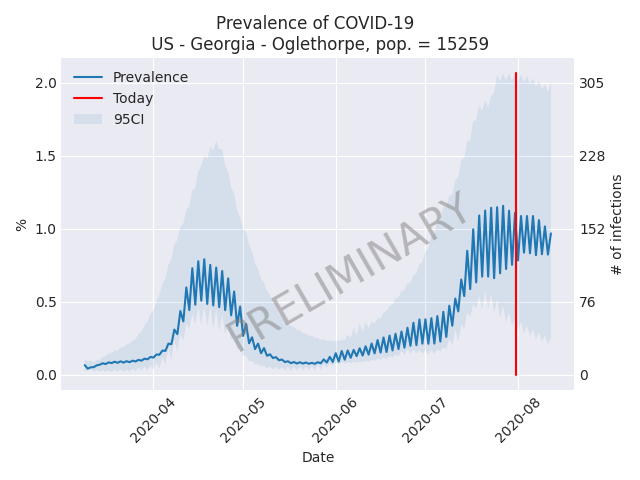 Prevalence of COVID-19
US - Georgia - Oglethorpe, pop. = 15259
Prevalence
Today
95CI
PRELIMINARY
%
2.0
1.5
1.0
0.5
0.0
# of infections
305
228
152
76
0
2020-04
2020-05
2020-06
2020-07
2020-08
Date